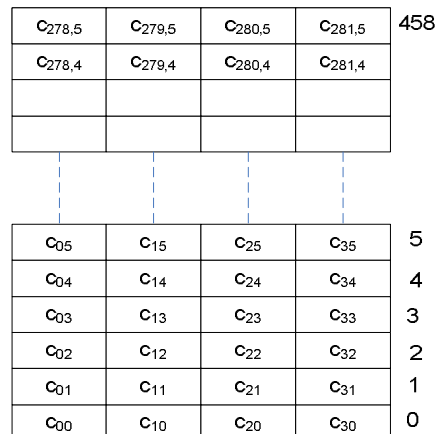 c278,5 c279,5 c280,5 c281,5 458
c278,4 c279,4 c280,4 c281,4
c05 c15 c25 c35 5
c04 c14 c24 c34 4
c03 c13 c23 c33 3
c02 c12 c22 c32 2
c01 c11 c21 c31 1
c00 c10 c20 c30 0